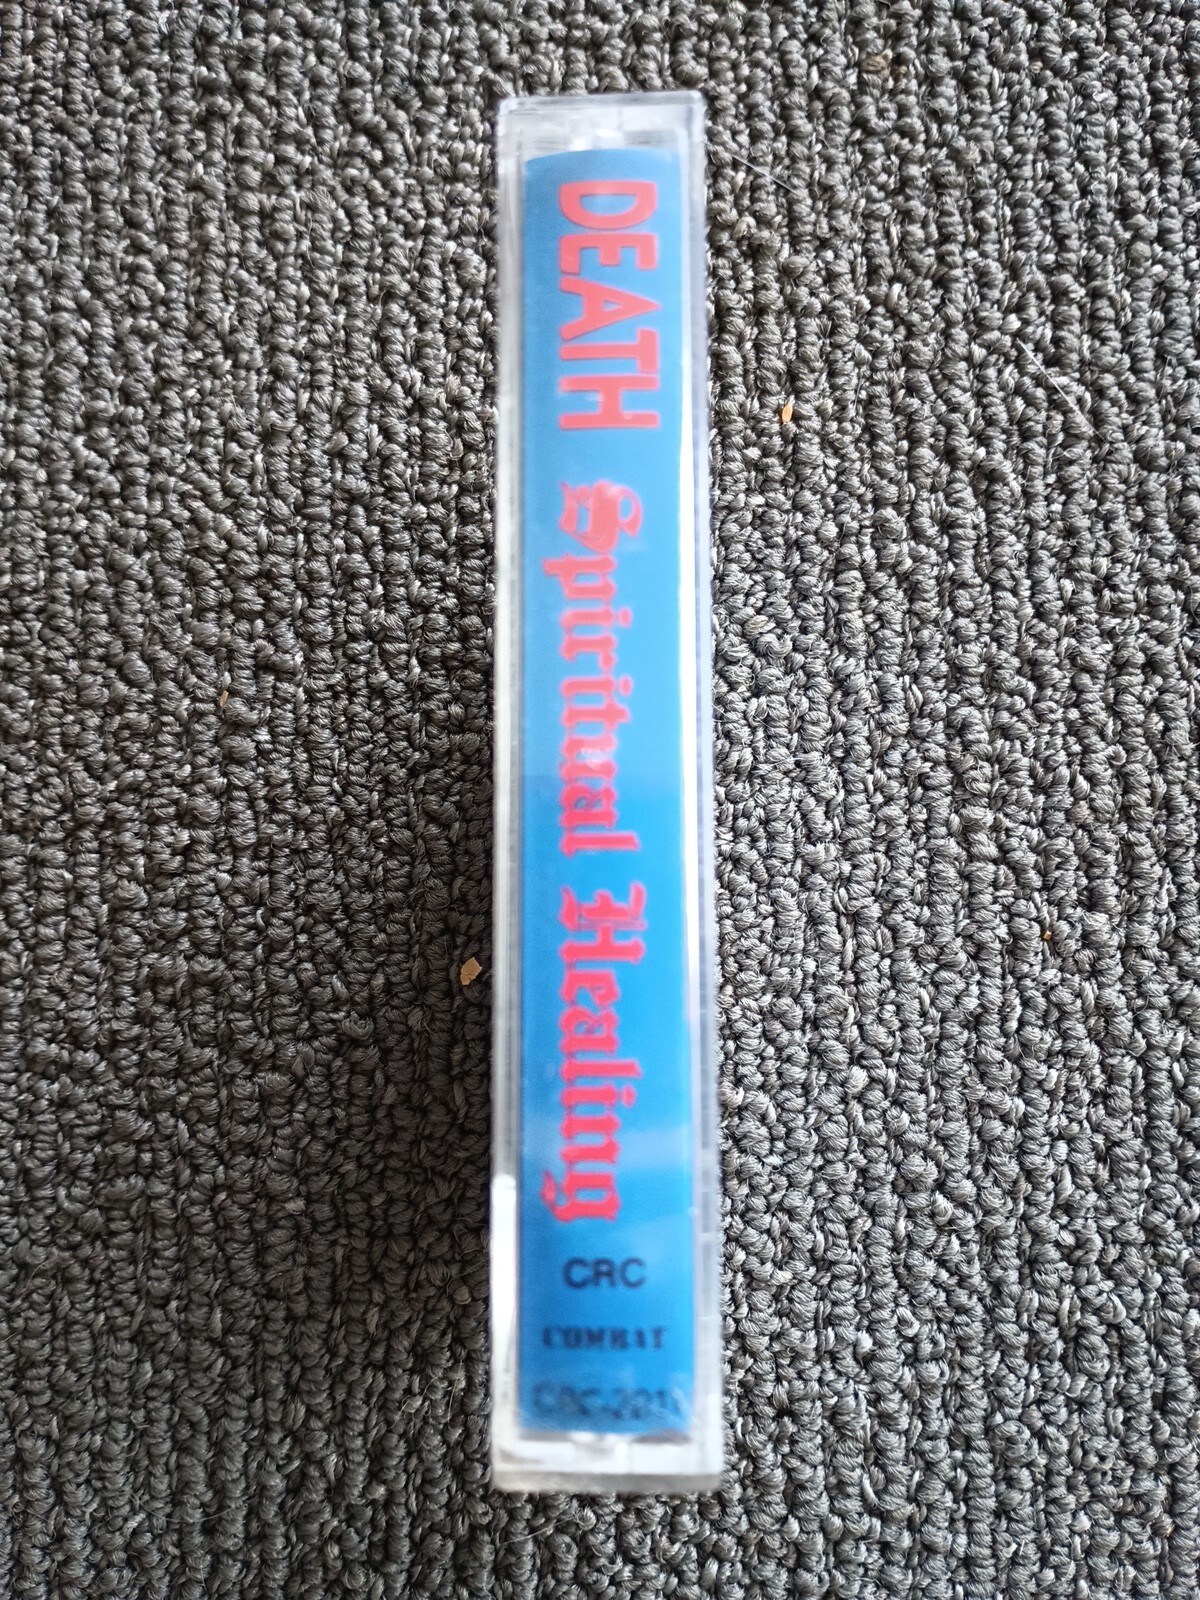 DEATH Spiritual Healing
CRC
COMBAT